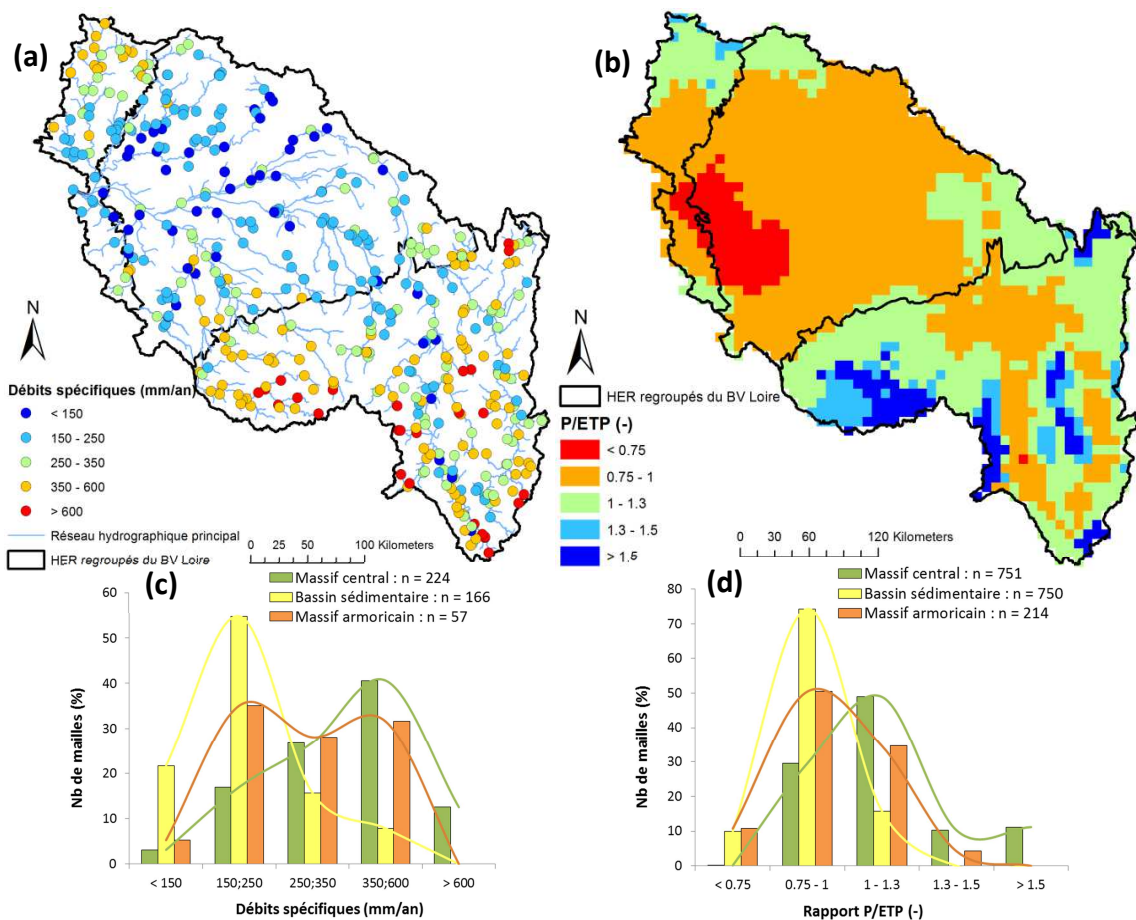 (a)
N
Débits spécifiques (mm/an)
< 150
150 - 250
250 - 350
350 - 600
> 600
Réseau hydrographique principal
HER regroupés du BV Loire
0 25 50 100 Kilometers
(b)
N
HER regroupés du BV Loire
P/ETP (-)
< 0.75
0.75 - 1
1 - 1.3
1.3 - 1.5
> 1.5
0 30 60 120 Kilometers
(c)
Massif central : n = 224
Bassin sédimentaire : n = 166
Massif armoricain : n = 57
Nb de mailles (%)
60
50
40
30
20
10
0
< 150 150;250 250;350 350;600 > 600
Débits spécifiques (mm/an)
(d)
Massif central : n = 751
Bassin sédimentaire : n = 750
Massif armoricain : n = 214
Nb de mailles (%)
80
70
60
50
40
30
20
10
0
< 0.75 0.75 - 1 1 - 1.3 1.3 - 1.5 > 1.5
Rapport P/ETP (-)